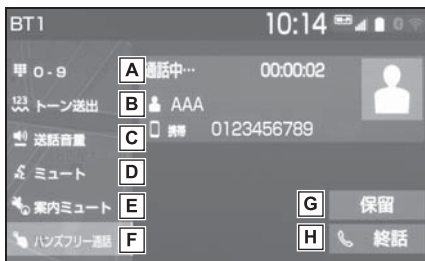 BT1 10:14
0-9 A 通話中… 00:00:02
123 トーン送出 B AAA
送話音量 C 携帯 0123456789
ミュート D
案内ミュート E G 保留
ハンズフリー通話 F H 終話